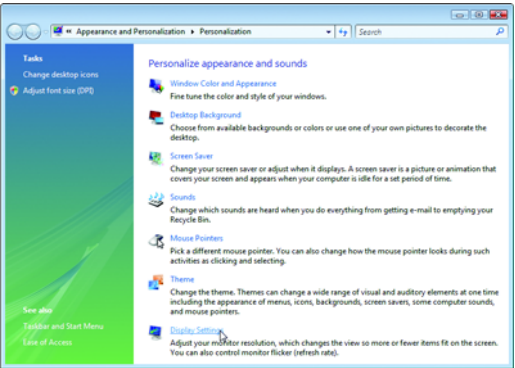 « Appearance and Personalization ▸ Personalization
Search
Tasks
Change desktop icons
Adjust font size (DPI)
Personalize appearance and sounds
Window Color and Appearance
Fine tune the color and style of your windows.
Desktop Background
Choose from available backgrounds or colors or use one of your own pictures to decorate the
desktop.
Screen Saver
Change your screen saver or adjust when it displays. A screen saver is a picture or animation that
covers your screen and appears when your computer is idle for a set period of time.
Sounds
Change which sounds are heard when you do everything from getting e-mail to emptying your
Recycle Bin.
Mouse Pointers
Pick a different mouse pointer. You can also change how the mouse pointer looks during such
activities as clicking and selecting.
Theme
Change the theme. Themes can change a wide range of visual and auditory elements at one time
including the appearance of menus, icons, backgrounds, screen savers, some computer sounds,
and mouse pointers.
Display Settings
Adjust your monitor resolution, which changes the view so more or fewer items fit on the screen.
You can also control monitor flicker (refresh rate).
See also
Taskbar and Start Menu
Ease of Access